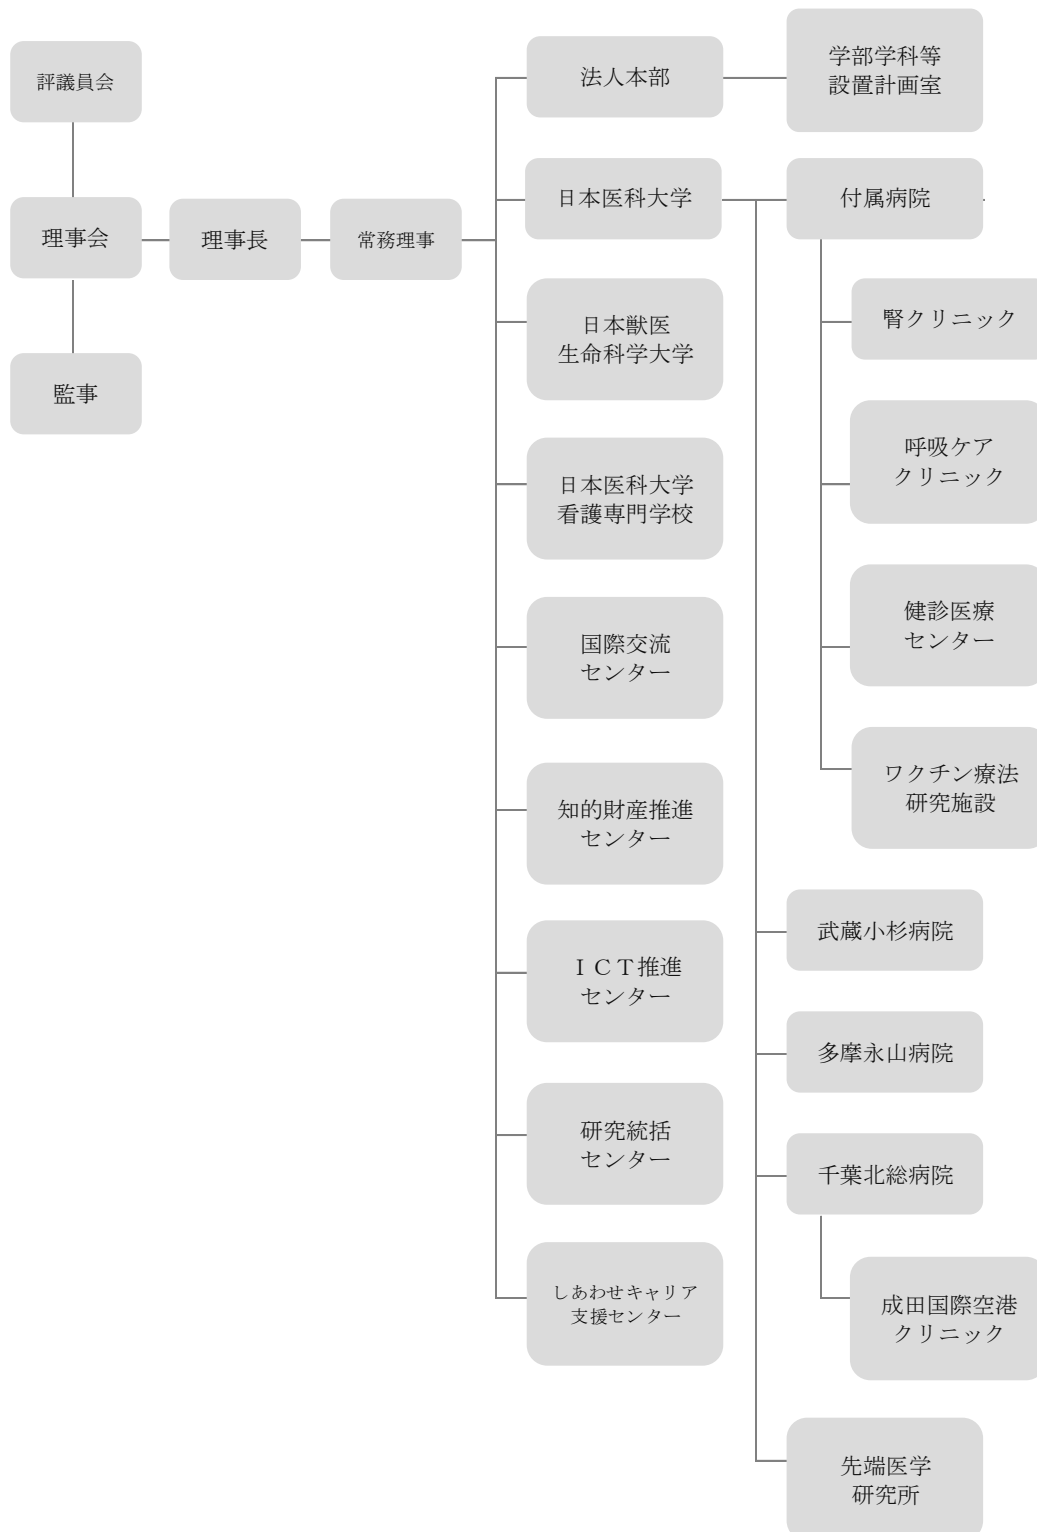 評議員会
理事会
監事
理事長
常務理事
法人本部
学部学科等
設置計画室
日本医科大学
付属病院
腎クリニック
呼吸ケア
クリニック
健診医療
センター
ワクチン療法
研究施設
武蔵小杉病院
多摩永山病院
千葉北総病院
成田国際空港
クリニック
先端医学
研究所
日本獣医
生命科学大学
日本医科大学
看護専門学校
国際交流
センター
知的財産推進
センター
ＩＣＴ推進
センター
研究統括
センター
しあわせキャリア
支援センター